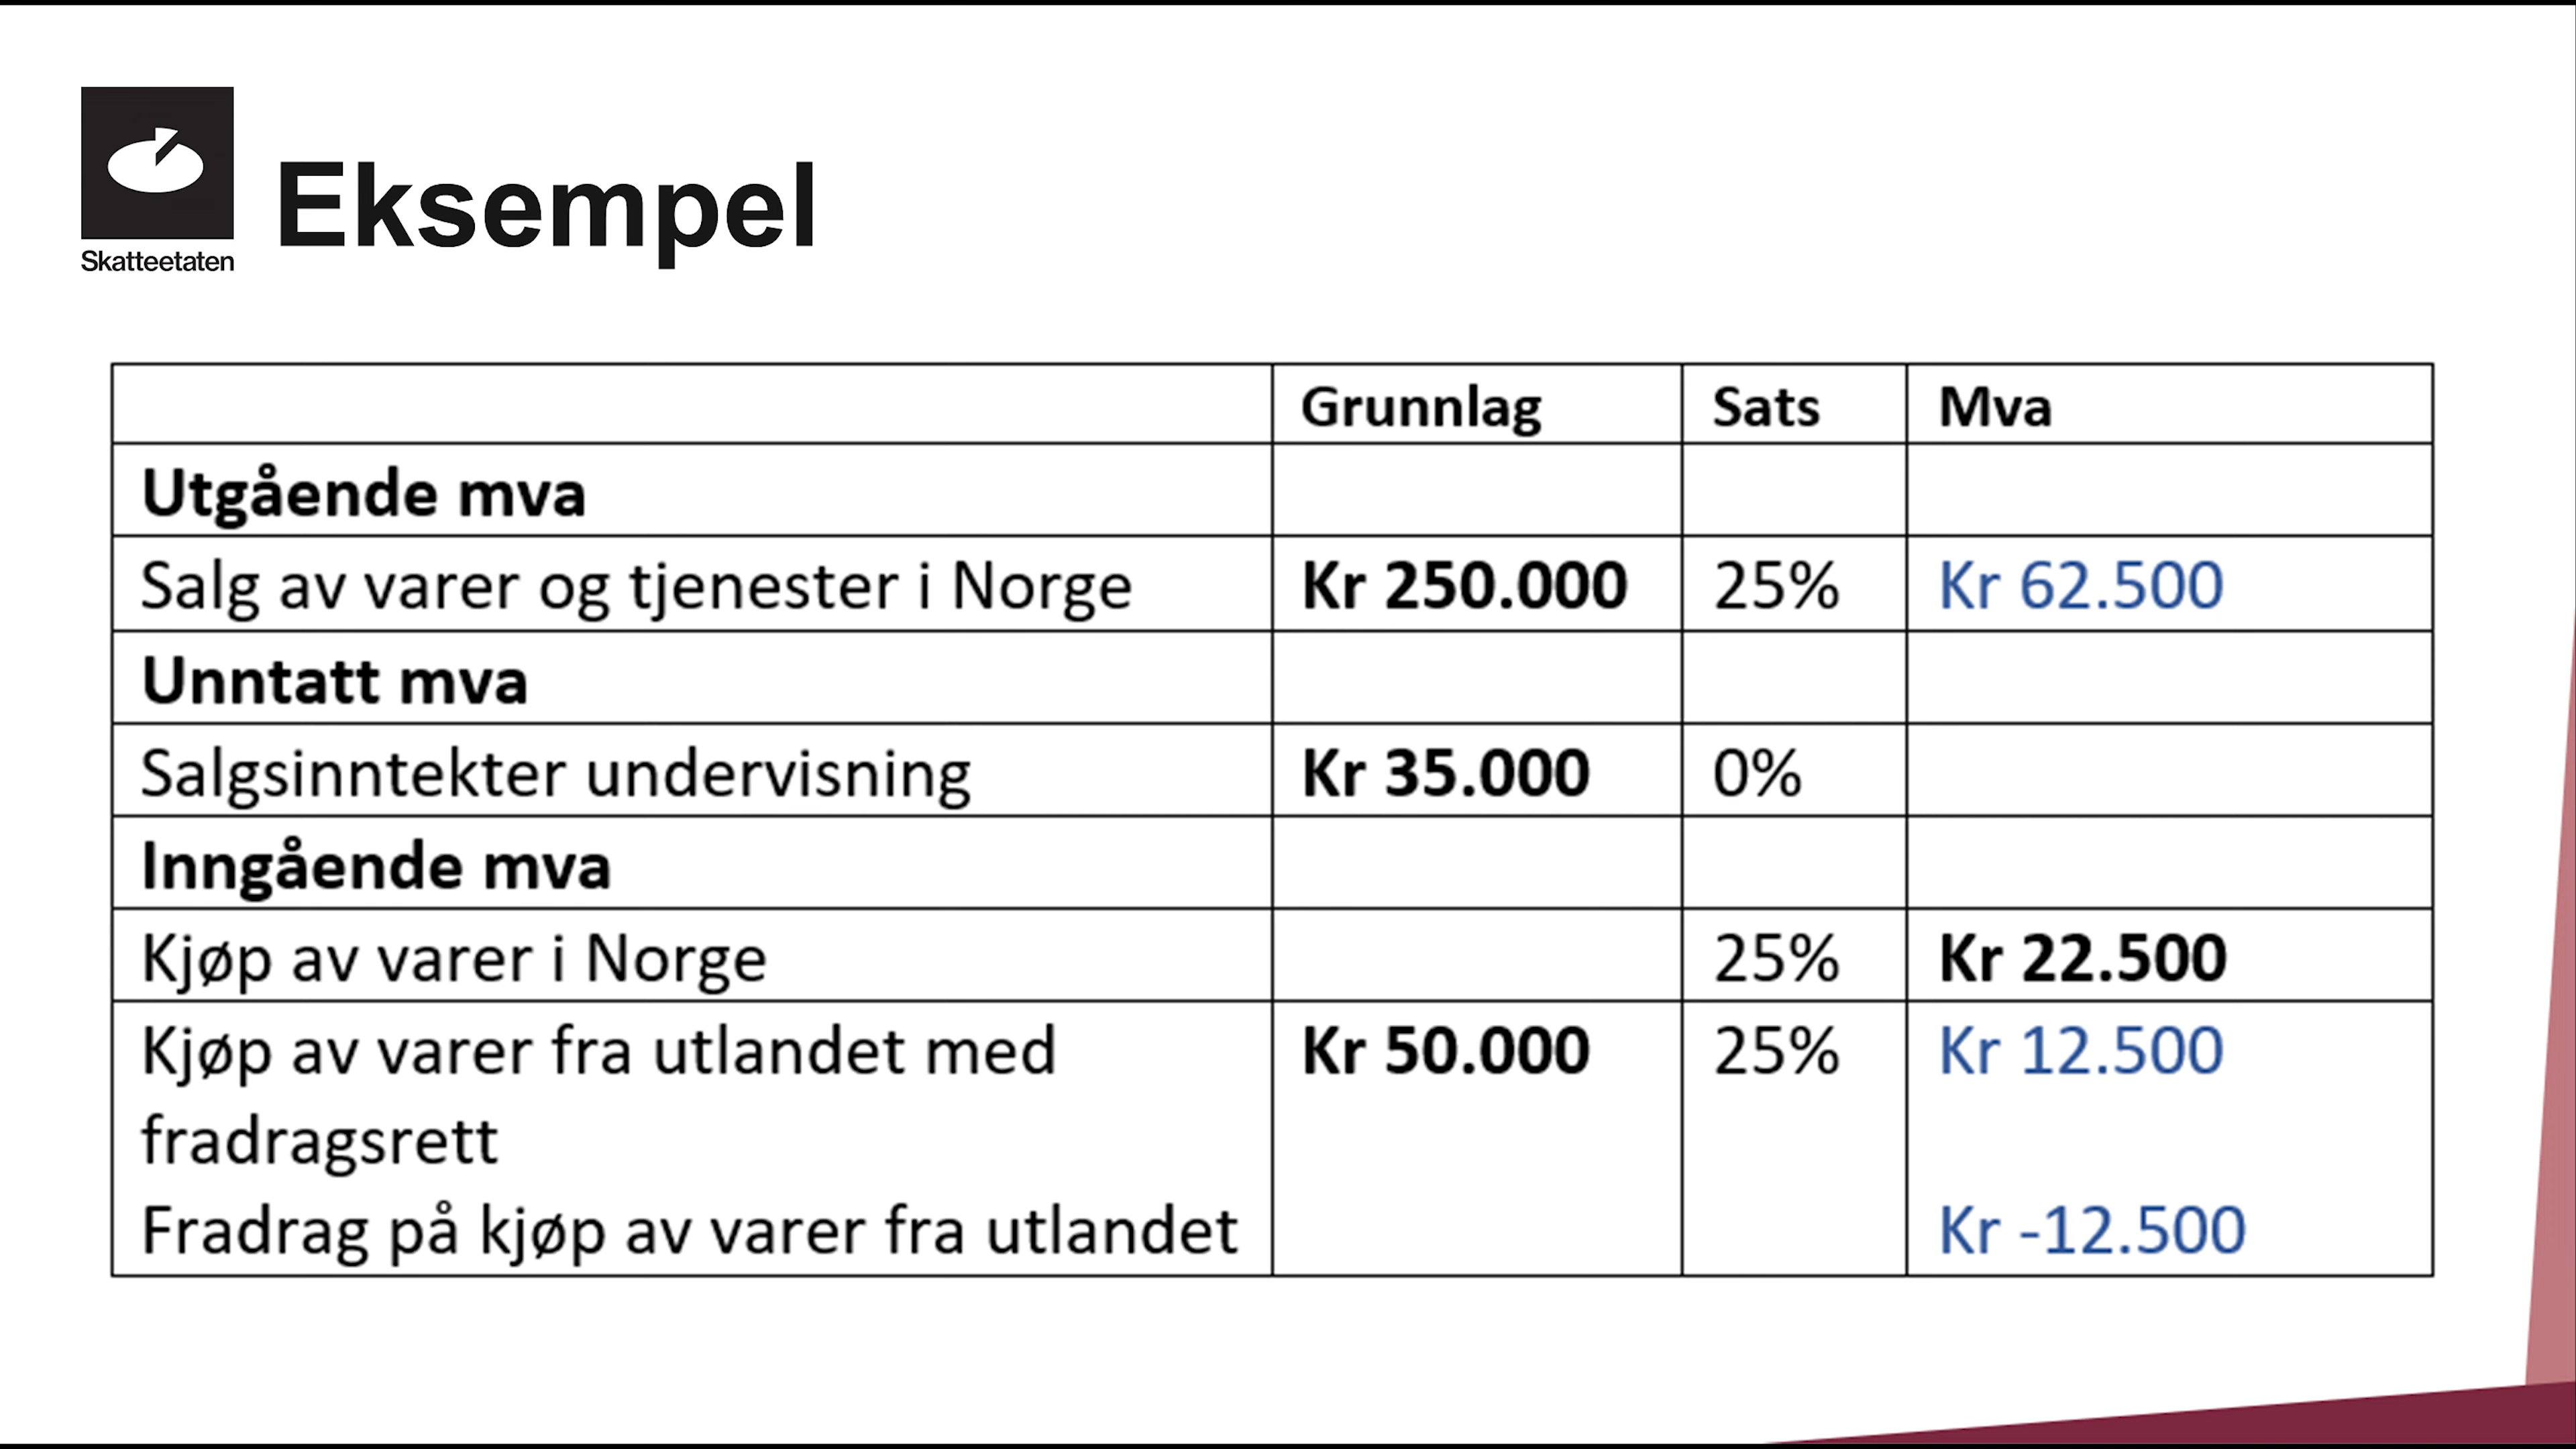 Skatteetaten
Eksempel
Grunnlag Sats Mva
Utgående mva
Salg av varer og tjenester i Norge Kr 250.000 25% Kr 62.500
Unntatt mva
Salgsinntekter undervisning Kr 35.000 0%
Inngående mva
Kjøp av varer i Norge 25% Kr 22.500
Kjøp av varer fra utlandet med Kr 50.000 25% Kr 12.500
fradragsrett
Fradrag på kjøp av varer fra utlandet Kr -12.500